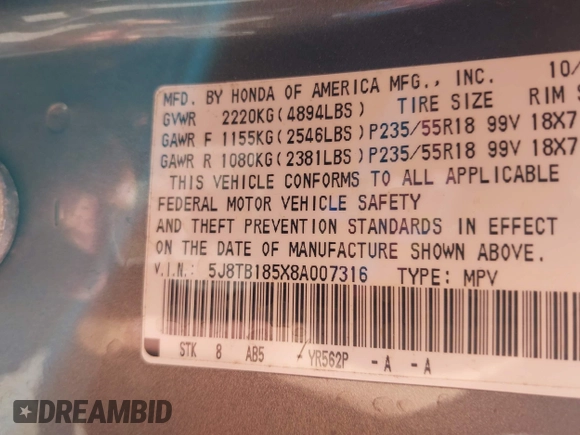 MFD. BY HONDA OF AMERICA MFG., INC. 10/
GVWR 2220KG(4894LBS) TIRE SIZE RIM S
GAWR F 1155KG(2546LBS) P235/55R18 99V 18X7
GAWR R 1080KG(2381LBS) P235/55R18 99V 18X7
THIS VEHICLE CONFORMS TO ALL APPLICABLE
FEDERAL MOTOR VEHICLE SAFETY
AND THEFT PREVENTION STANDARDS IN EFFECT
ON THE DATE OF MANUFACTURE SHOWN ABOVE.
V.I.N.: 5J8TB185X8A007316 TYPE: MPV
STK 8 AB5 YR562P -A -A
DREAMBID